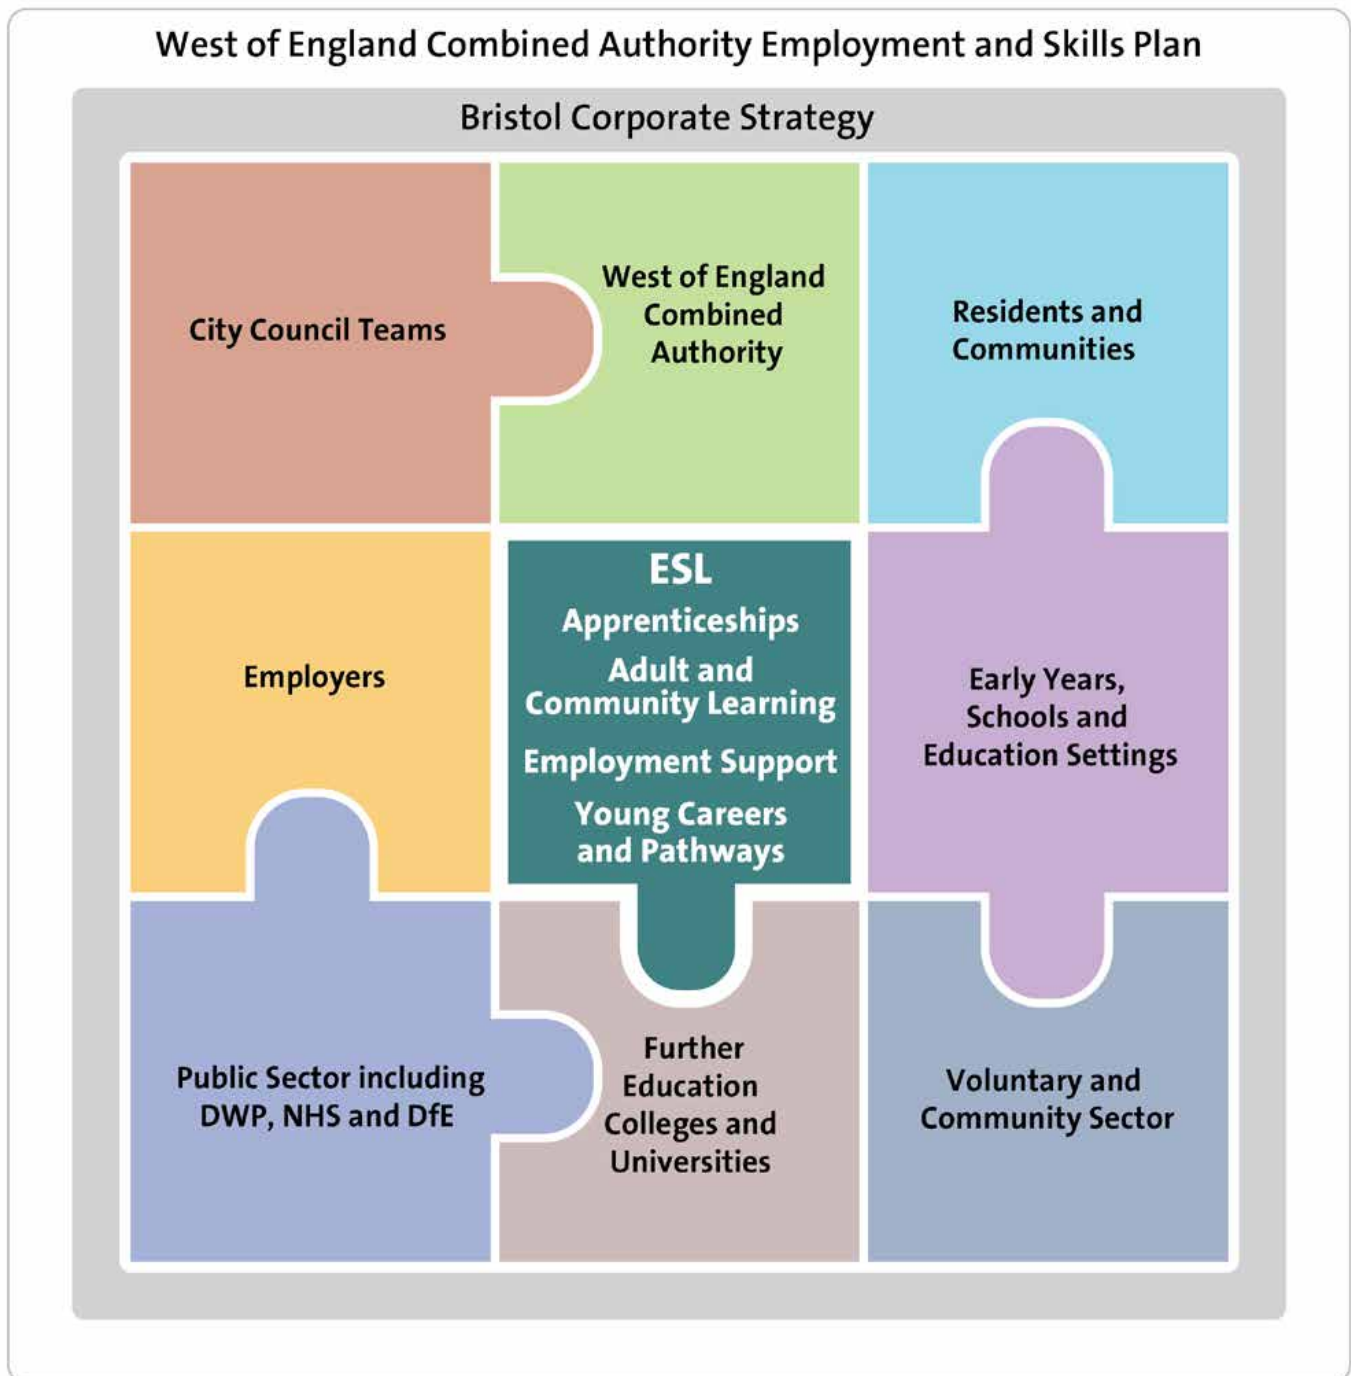 West of England Combined Authority Employment and Skills Plan
Bristol Corporate Strategy
City Council Teams
West of England
Combined
Authority
Residents and
Communities
Employers
ESL
Apprenticeships
Adult and
Community Learning
Employment Support
Young Careers
and Pathways
Early Years,
Schools and
Education Settings
Public Sector including
DWP, NHS and DfE
Further
Education
Colleges and
Universities
Voluntary and
Community Sector